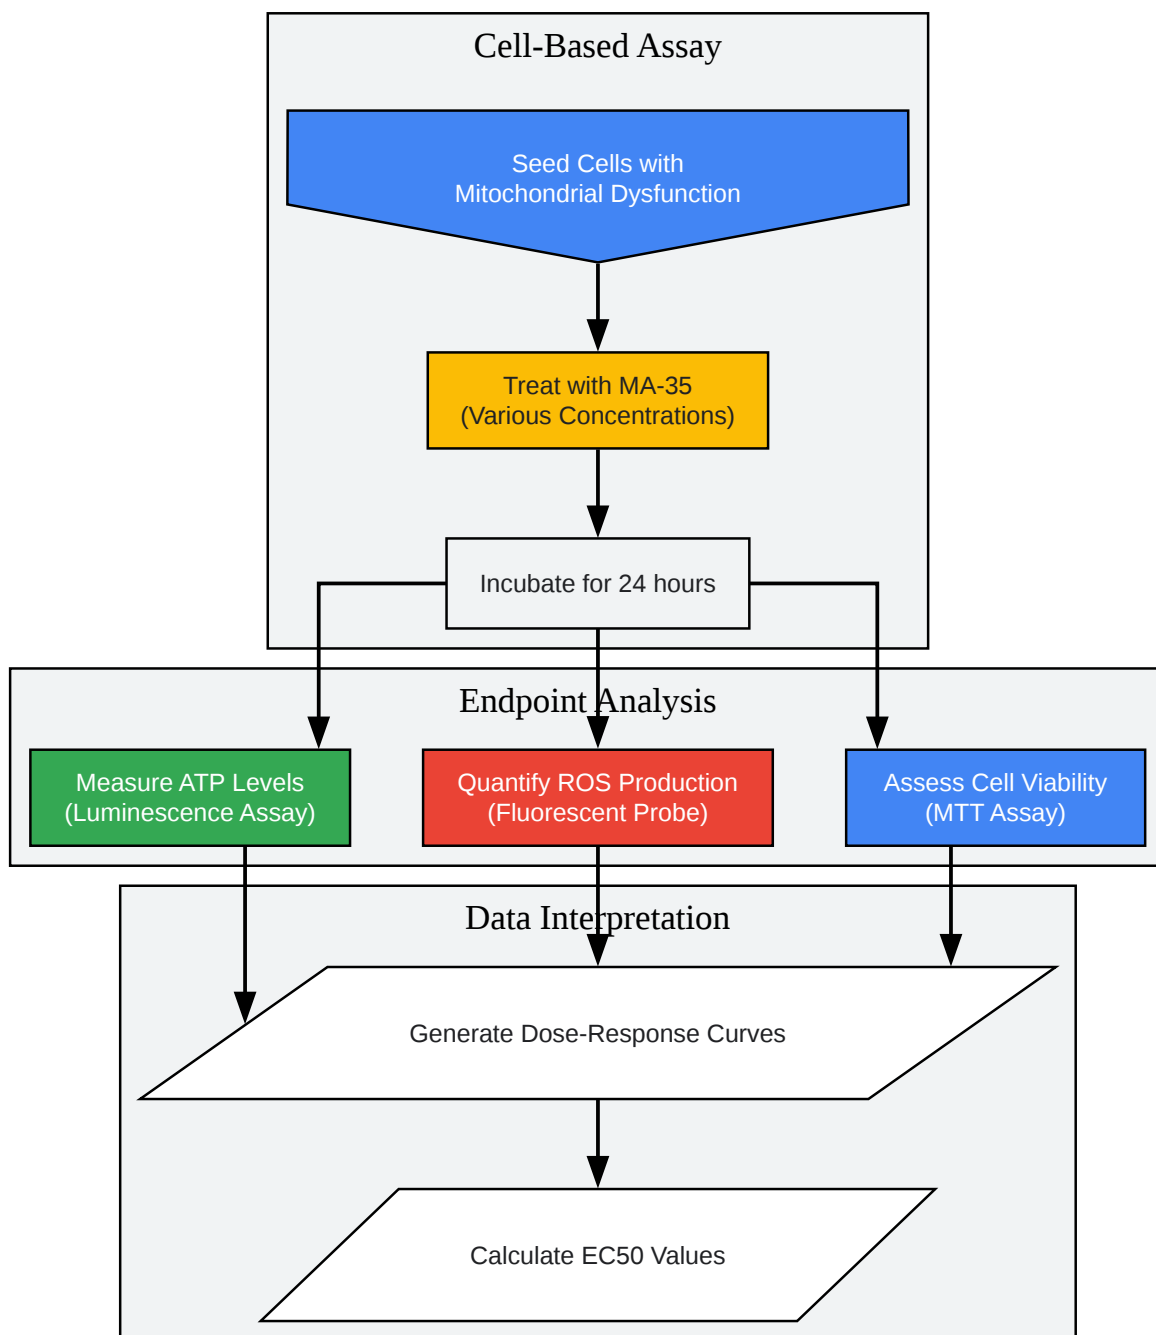 Cell-Based Assay
Seed Cells with
Mitochondrial Dysfunction
Treat with MA-35
(Various Concentrations)
Incubate for 24 hours
Endpoint Analysis
Measure ATP Levels
(Luminescence Assay)
Quantify ROS Production
(Fluorescent Probe)
Assess Cell Viability
(MTT Assay)
Data Interpretation
Generate Dose-Response Curves
Calculate EC50 Values